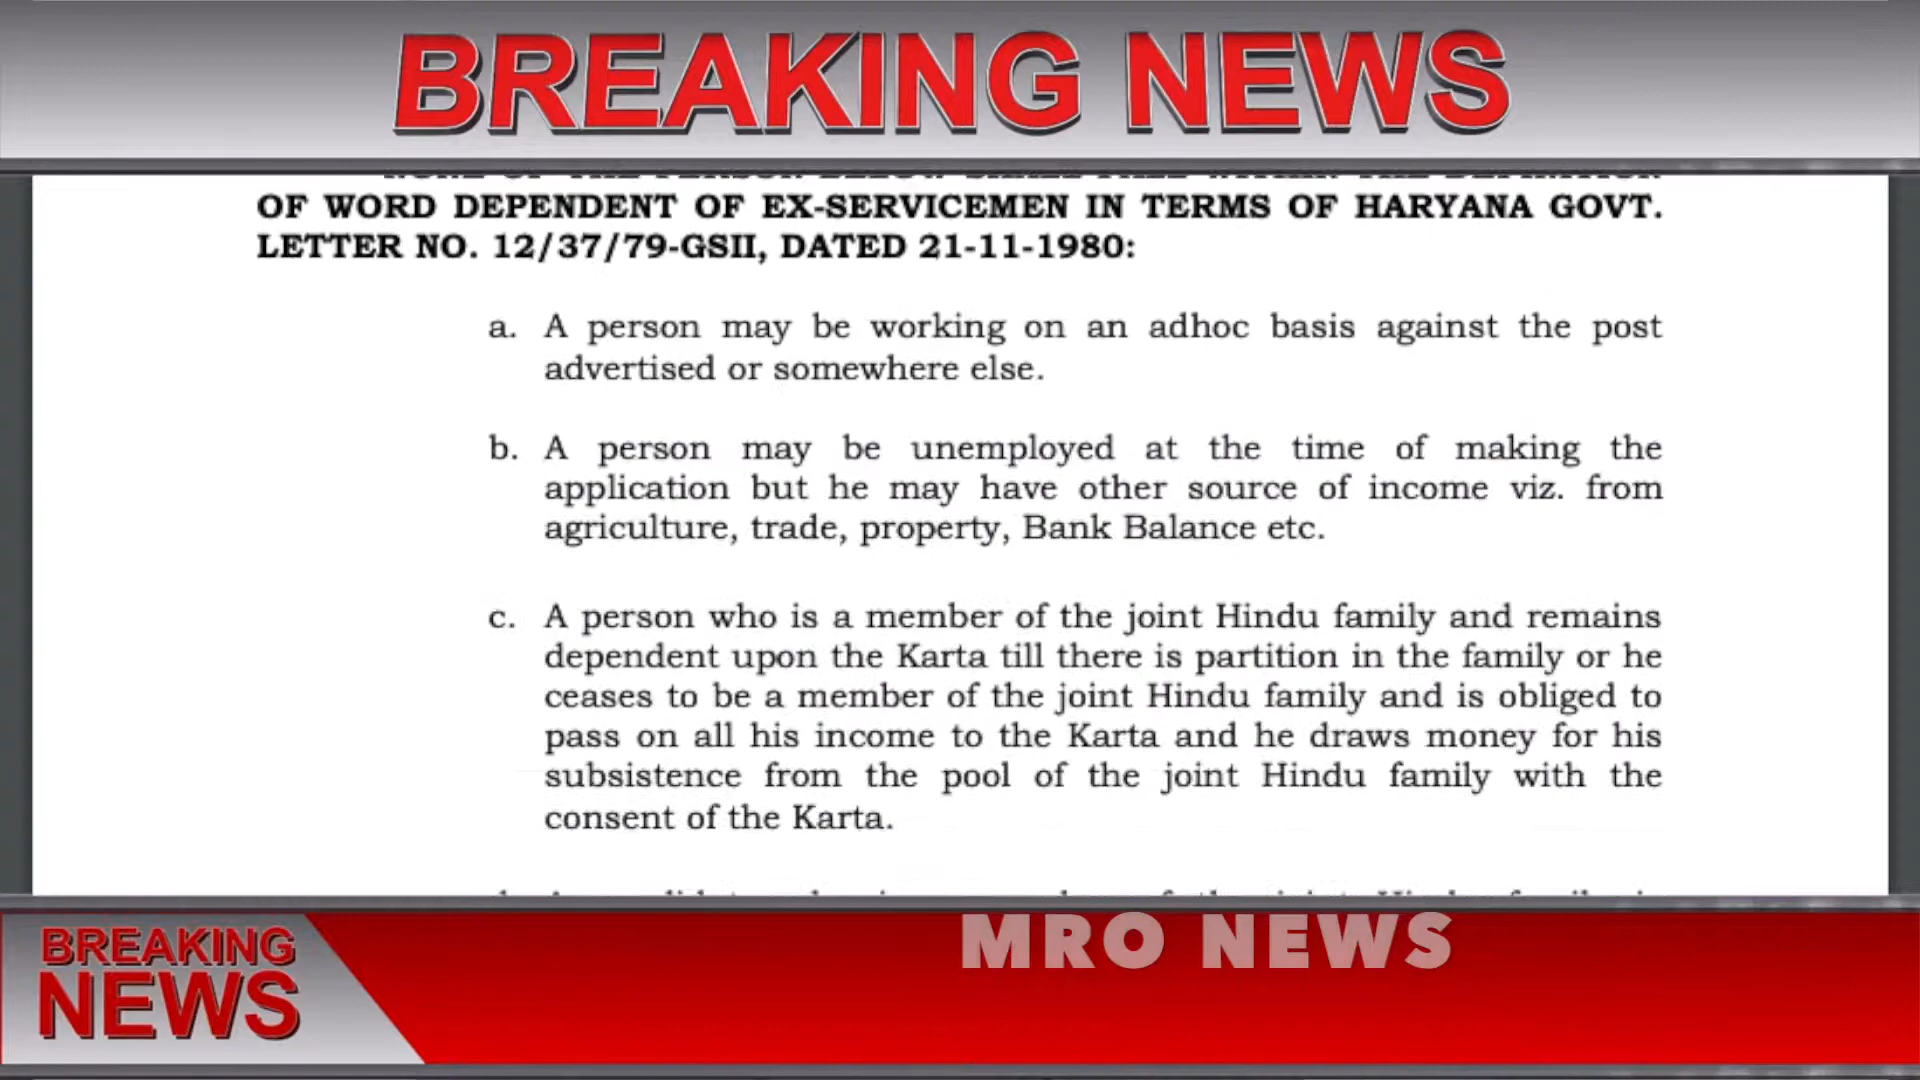 BREAKING NEWS
OF WORD DEPENDENT OF EX-SERVICEMEN IN TERMS OF HARYANA GOVT.
LETTER NO. 12/37/79-GSII, DATED 21-11-1980:
a. A person may be working on an adhoc basis against the post
advertised or somewhere else.
b. A person may be unemployed at the time of making the
application but he may have other source of income viz. from
agriculture, trade, property, Bank Balance etc.
c. A person who is a member of the joint Hindu family and remains
dependent upon the Karta till there is partition in the family or he
ceases to be a member of the joint Hindu family and is obliged to
pass on all his income to the Karta and he draws money for his
subsistence from the pool of the joint Hindu family with the
consent of the Karta.
MRO NEWS
BREAKING
NEWS